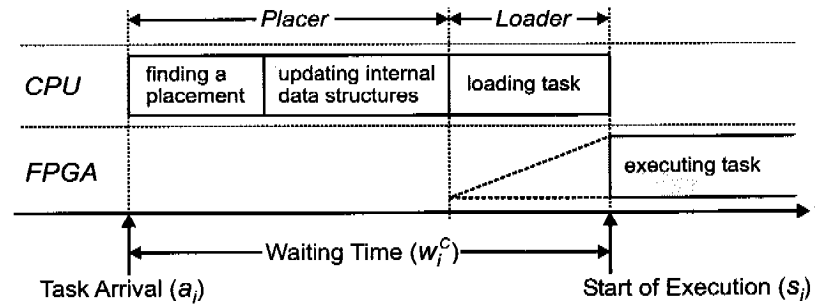 Placer
Loader
CPU
finding a
placement
updating internal
data structures
loading task
FPGA
executing task
Waiting Time (w_i^C)
Task Arrival (a_i)
Start of Execution (s_i)